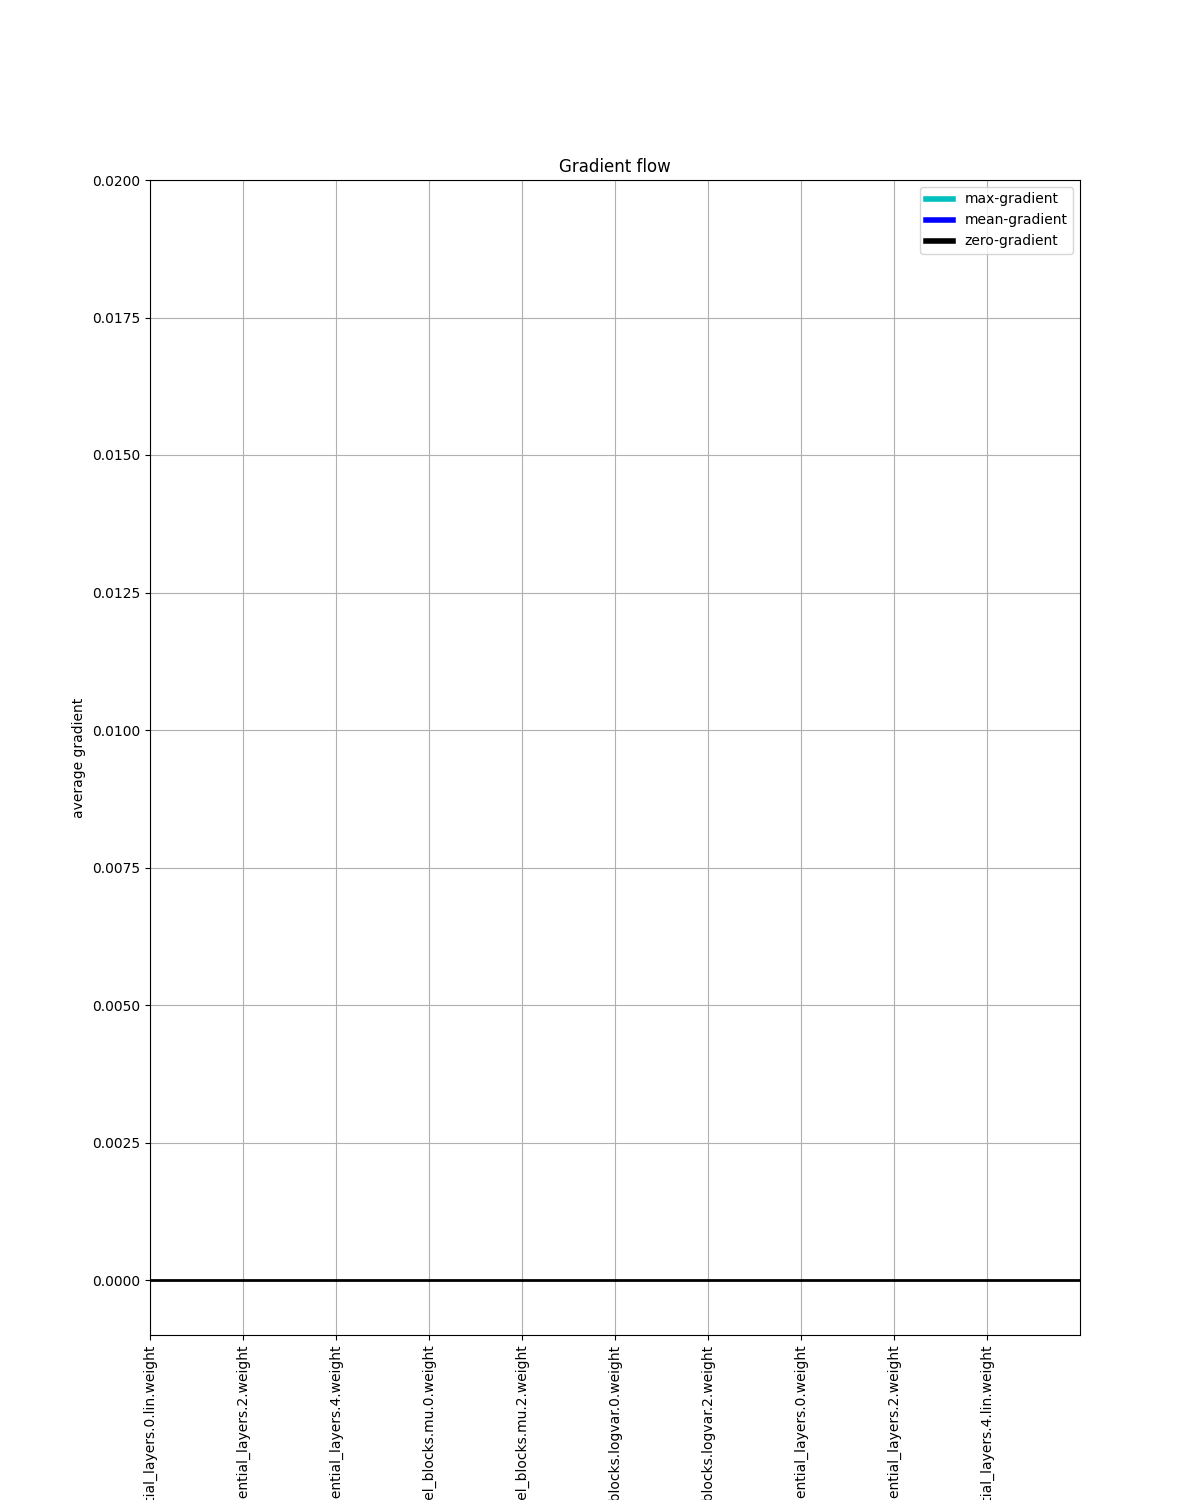 Gradient flow
max-gradient
mean-gradient
zero-gradient
average gradient
0.0200
0.0175
0.0150
0.0125
0.0100
0.0075
0.0050
0.0025
0.0000
tial_layers.0.lin.weight
ential_layers.2.weight
ential_layers.4.weight
el_blocks.mu.0.weight
el_blocks.mu.2.weight
blocks.logvar.0.weight
blocks.logvar.2.weight
ential_layers.0.weight
ential_layers.2.weight
tial_layers.4.lin.weight